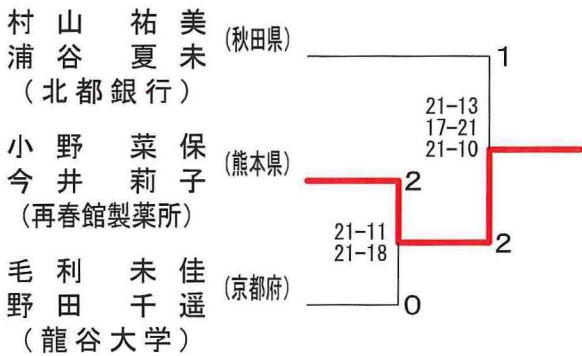 村山 祐美
浦谷 夏未
(秋田県)
(北都銀行)
1
21-13
17-21
21-10
小野 菜保
今井 莉子
(熊本県)
(再春館製薬所)
2
21-11
21-18
2
毛利 未佳
野田 千遥
(京都府)
(龍谷大学)
0